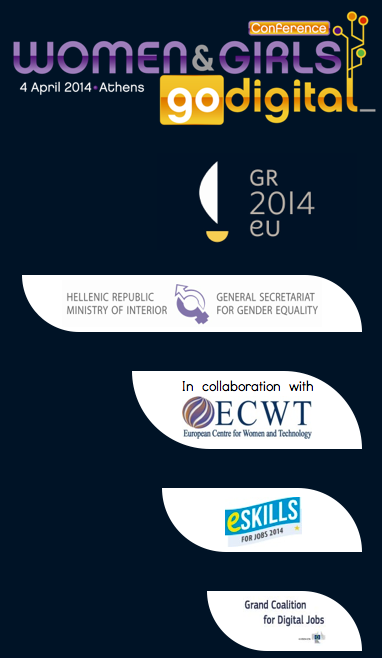 Conference
WOMEN&GIRLS
4 April 2014•Athens
go digital_
GR
2014
eu
HELLENIC REPUBLIC
MINISTRY OF INTERIOR
GENERAL SECRETARIAT
FOR GENDER EQUALITY
In collaboration with
ECWT
European Centre for Women and Technology
eSKILLS
FOR JOBS 2014
Grand Coalition
for Digital Jobs